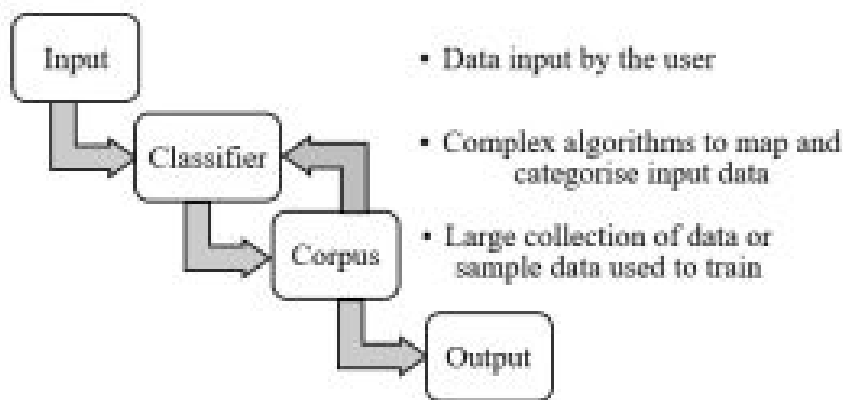 Input
• Data input by the user
Classifier
• Complex algorithms to map and
categorise input data
Corpus
• Large collection of data or
sample data used to train
Output